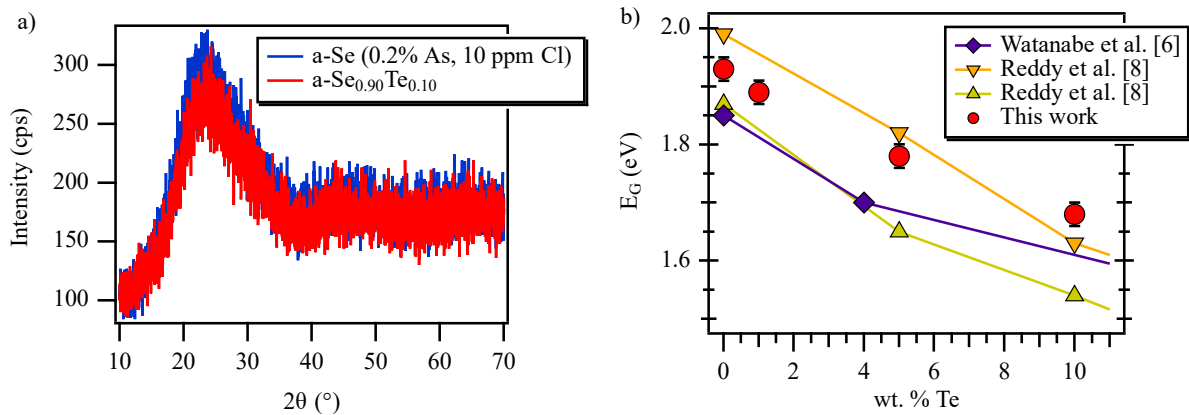 a)
300
250
200
150
100
Intensity (cps)
a-Se (0.2% As, 10 ppm Cl)
a-Se0.90Te0.10
10 20 30 40 50 60 70
2θ (°)
b)
2.0
1.8
1.6
EG (eV)
Watanabe et al. [6]
Reddy et al. [8]
Reddy et al. [8]
This work
0 2 4 6 8 10
wt. % Te